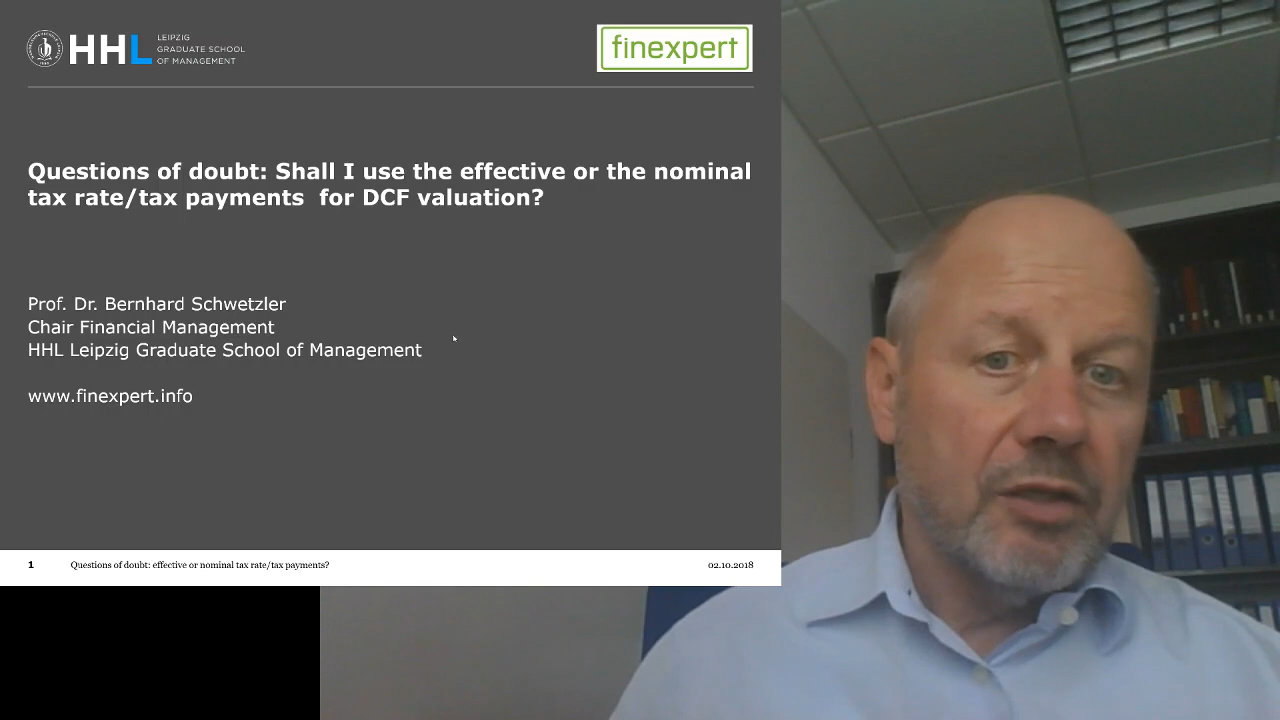 HHL
LEIPZIG
GRADUATE SCHOOL
OF MANAGEMENT
finexpert
Questions of doubt: Shall I use the effective or the nominal
tax rate/tax payments  for DCF valuation?
Prof. Dr. Bernhard Schwetzler
Chair Financial Management
HHL Leipzig Graduate School of Management
www.finexpert.info
1 Questions of doubt: effective or nominal tax rate/tax payments? 02.10.2018